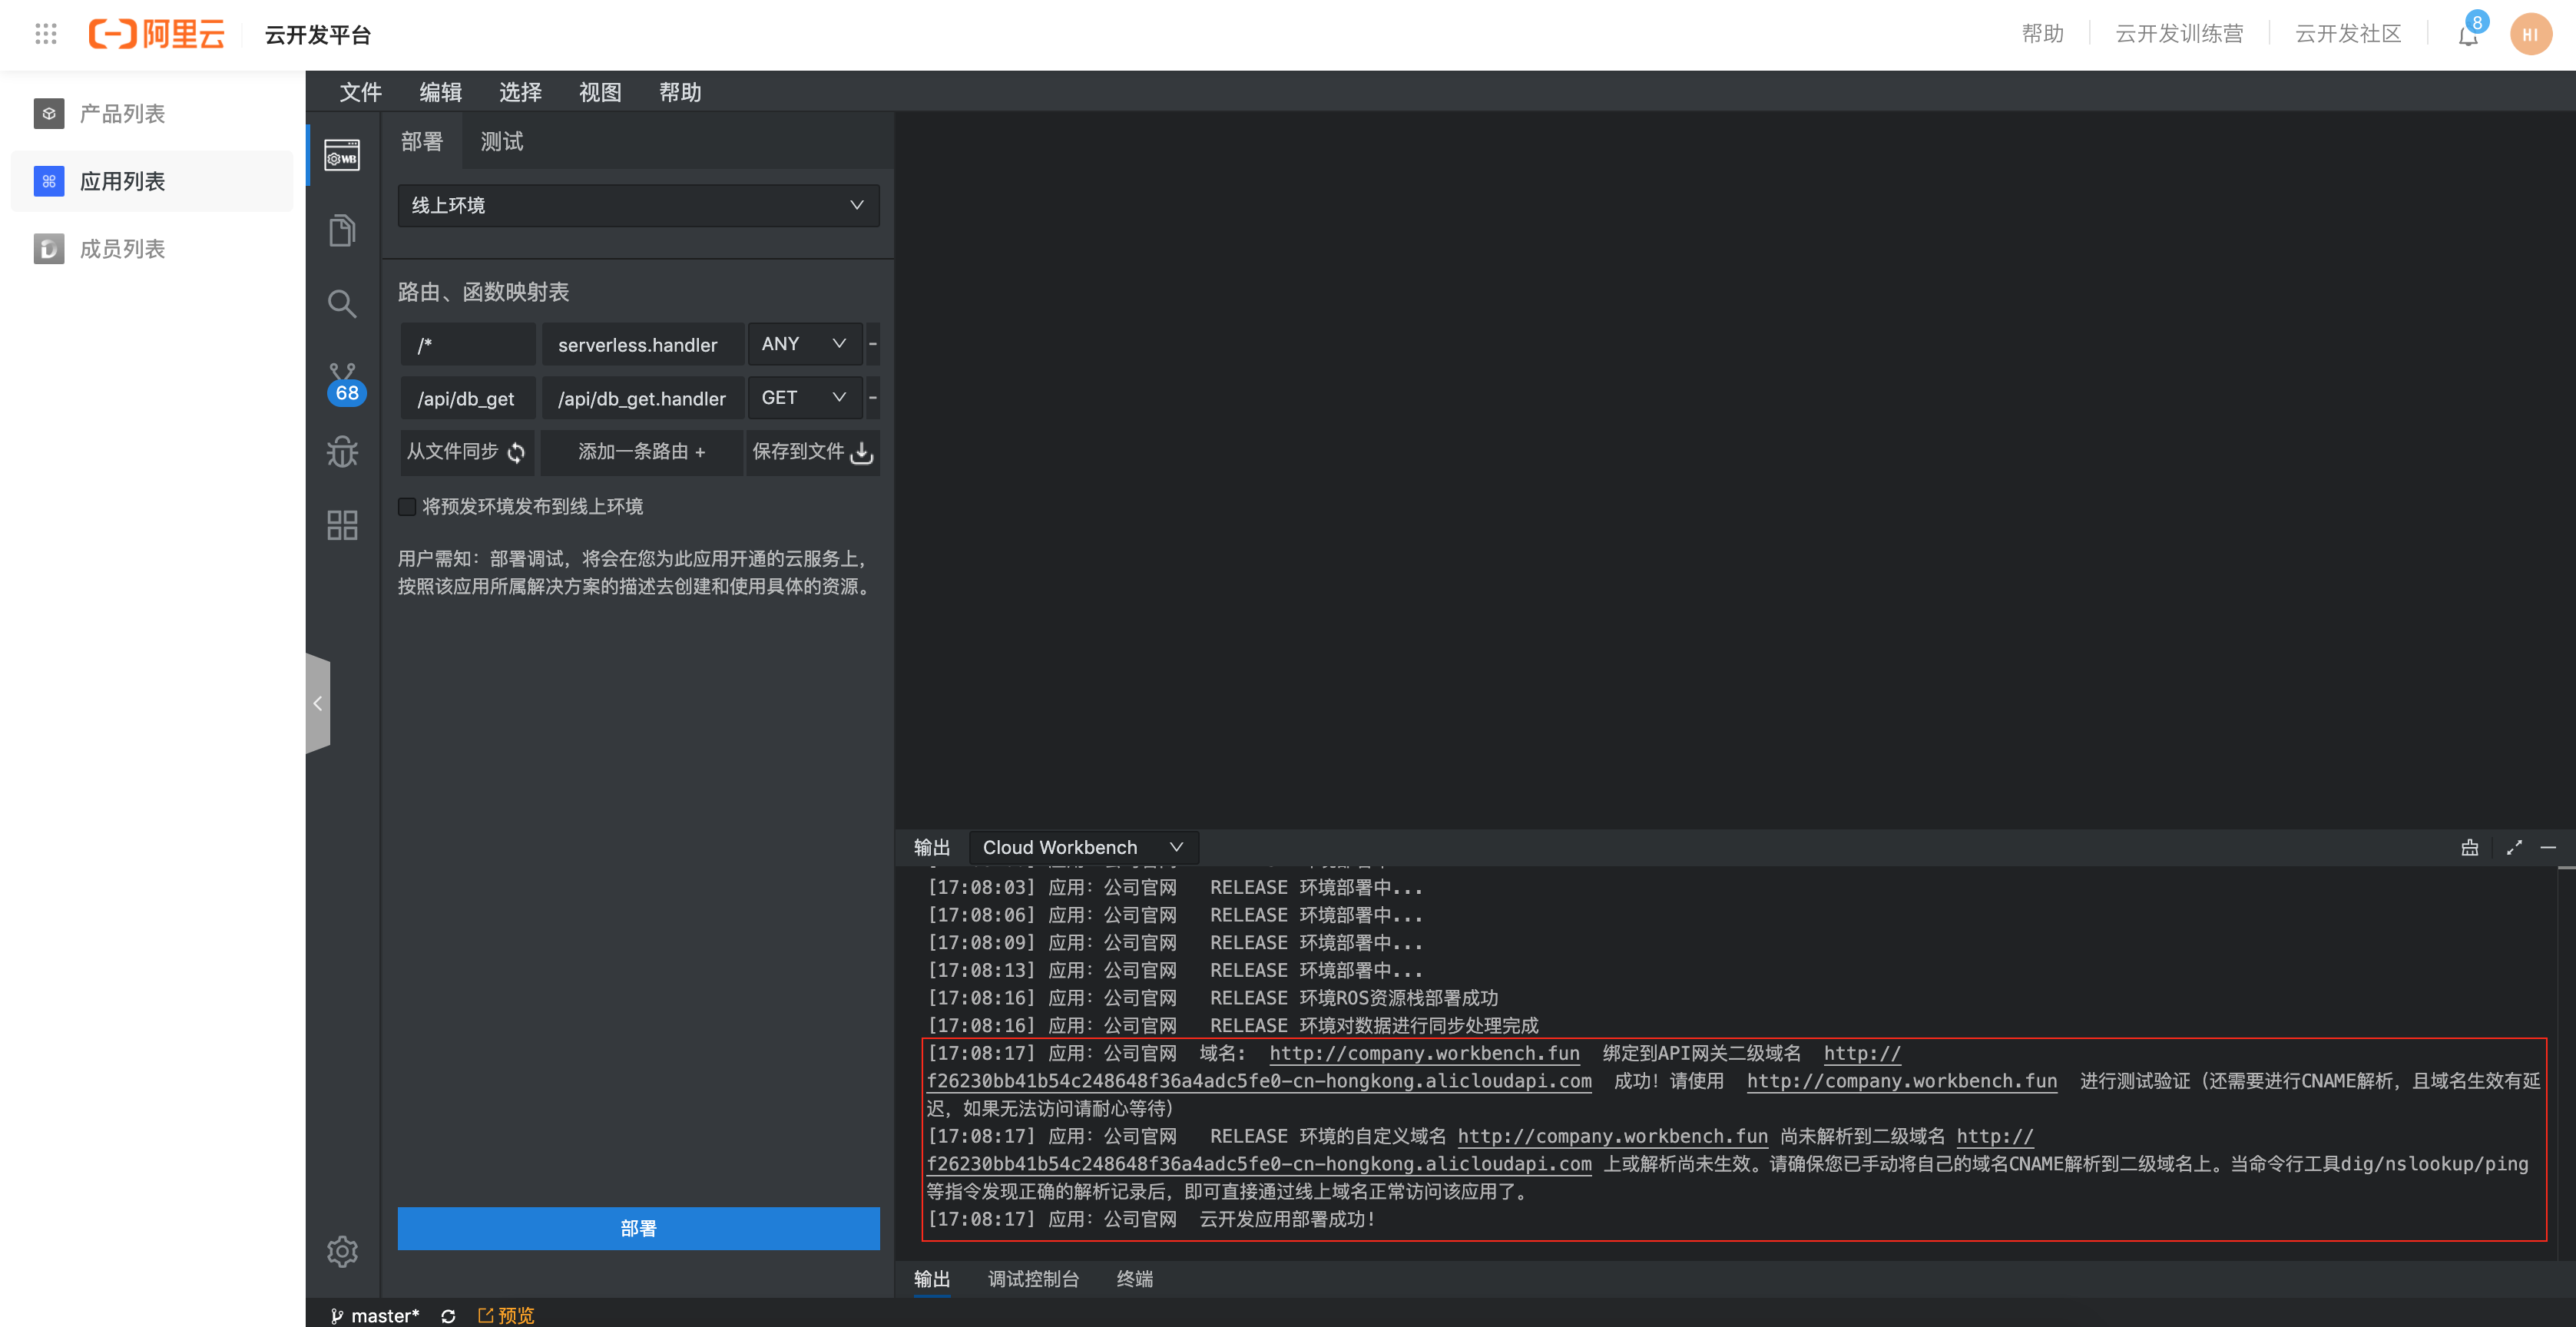 阿里云
云开发平台
帮助
云开发训练营
云开发社区
8
HI
产品列表
应用列表
成员列表
文件 编辑 选择 视图 帮助
WB
68
部署 测试
线上环境
路由、函数映射表
/* serverless.handler ANY -
/api/db_get /api/db_get.handler GET -
从文件同步 添加一条路由 + 保存到文件
将预发环境发布到线上环境
用户需知：部署调试，将会在您为此应用开通的云服务上，
按照该应用所属解决方案的描述去创建和使用具体的资源。
部署
输出 Cloud Workbench
[17:08:03] 应用：公司官网 RELEASE 环境部署中...
[17:08:06] 应用：公司官网 RELEASE 环境部署中...
[17:08:09] 应用：公司官网 RELEASE 环境部署中...
[17:08:13] 应用：公司官网 RELEASE 环境部署中...
[17:08:16] 应用：公司官网 RELEASE 环境ROS资源栈部署成功
[17:08:16] 应用：公司官网 RELEASE 环境对数据进行同步处理完成
[17:08:17] 应用：公司官网 域名： http://company.workbench.fun 绑定到API网关二级域名 http://
f26230bb41b54c248648f36a4adc5fe0-cn-hongkong.alicloudapi.com 成功！请使用 http://company.workbench.fun 进行测试验证（还需要进行CNAME解析，且域名生效有延
迟，如果无法访问请耐心等待）
[17:08:17] 应用：公司官网 RELEASE 环境的自定义域名 http://company.workbench.fun 尚未解析到二级域名 http://
f26230bb41b54c248648f36a4adc5fe0-cn-hongkong.alicloudapi.com 上或解析尚未生效。请确保您已手动将自己的域名CNAME解析到二级域名上。当命令行工具dig/nslookup/ping
等指令发现正确的解析记录后，即可直接通过线上域名正常访问该应用了。
[17:08:17] 应用：公司官网 云开发应用部署成功！
输出 调试控制台 终端
master* 预览